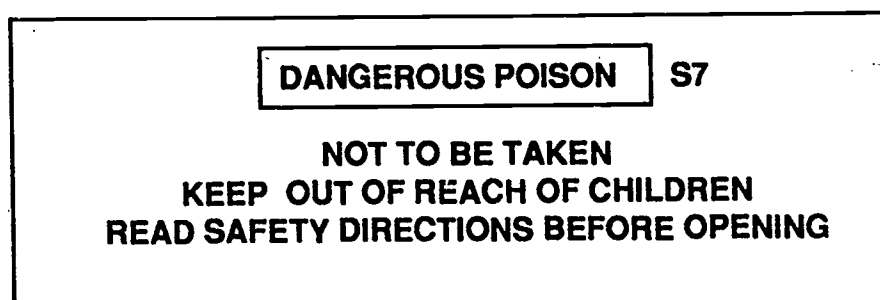 DANGEROUS POISON S7
NOT TO BE TAKEN
KEEP OUT OF REACH OF CHILDREN
READ SAFETY DIRECTIONS BEFORE OPENING